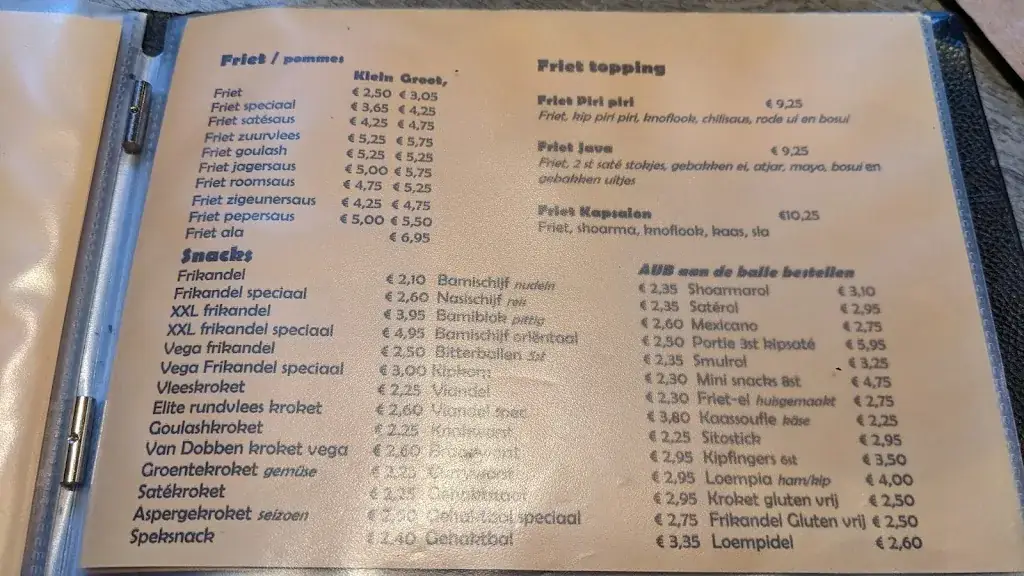 Friet / pommes
Klein Groot,
Friet € 2,50 € 3,05
Friet speciaal € 3,65 € 4,25
Friet satésaus € 4,25 € 4,75
Friet zuurvlees € 5,25 € 5,75
Friet goulash € 5,25 € 5,25
Friet jagersaus € 5,00 € 5,75
Friet roomsaus € 4,75 € 5,25
Friet zigeunersaus € 4,25 € 4,75
Friet pepersaus € 5,00 € 5,50
Friet ala € 6,95
Friet topping
Friet Piri piri € 9,25
Friet, kip piri piri, knoflook, chilisaus, rode ui en bosui
Friet Java € 9,25
Friet, 2 st saté stokjes, gebakken ei, atjar, mayo, bosui en
gebakken uitjes
Friet Kapsalon €10,25
Friet, shoarma, knoflook, kaas, sla
Snacks
AUB aan de balie bestellen
Frikandel € 2,10 Bamischijf nudeln € 2,35 Shoarmarol € 3,10
Frikandel speciaal € 2,60 Nasischijf reis € 2,35 Satérol € 2,95
XXL frikandel € 3,95 Bamiblok pittig € 2,60 Mexicano € 2,75
XXL frikandel speciaal € 4,95 Bamischijf oriëntaal € 2,50 Portie 3st kipsaté € 5,95
Vega frikandel € 2,50 Bitterballen 5st € 2,35 Smulrol € 3,25
Vega Frikandel speciaal € 3,00 Kipkorn € 2,30 Mini snacks 8st € 4,75
Vleeskroket € 2,25 Viandel € 2,30 Friet-el huisgemaakt € 2,75
Elite rundvlees kroket € 2,60 Viandel spec € 3,80 Kaassoufle käse € 2,25
Goulashkroket € 2,25 € 2,25 Sitostick € 2,95
Van Dobben kroket vega € 2,60 € 2,95 Kipfingers 6st € 3,50
Groentekroket gemüse € 2,25 € 2,95 Loempia ham/kip € 4,00
Satékroket € 2,25 € 2,95 Kroket gluten vrij € 2,50
Aspergekroket seizoen € 2,50 Gehaktbal speciaal € 2,75 Frikandel Gluten vrij € 2,50
Speksnack € 2,40 Gehaktbal € 3,35 Loempidel € 2,60